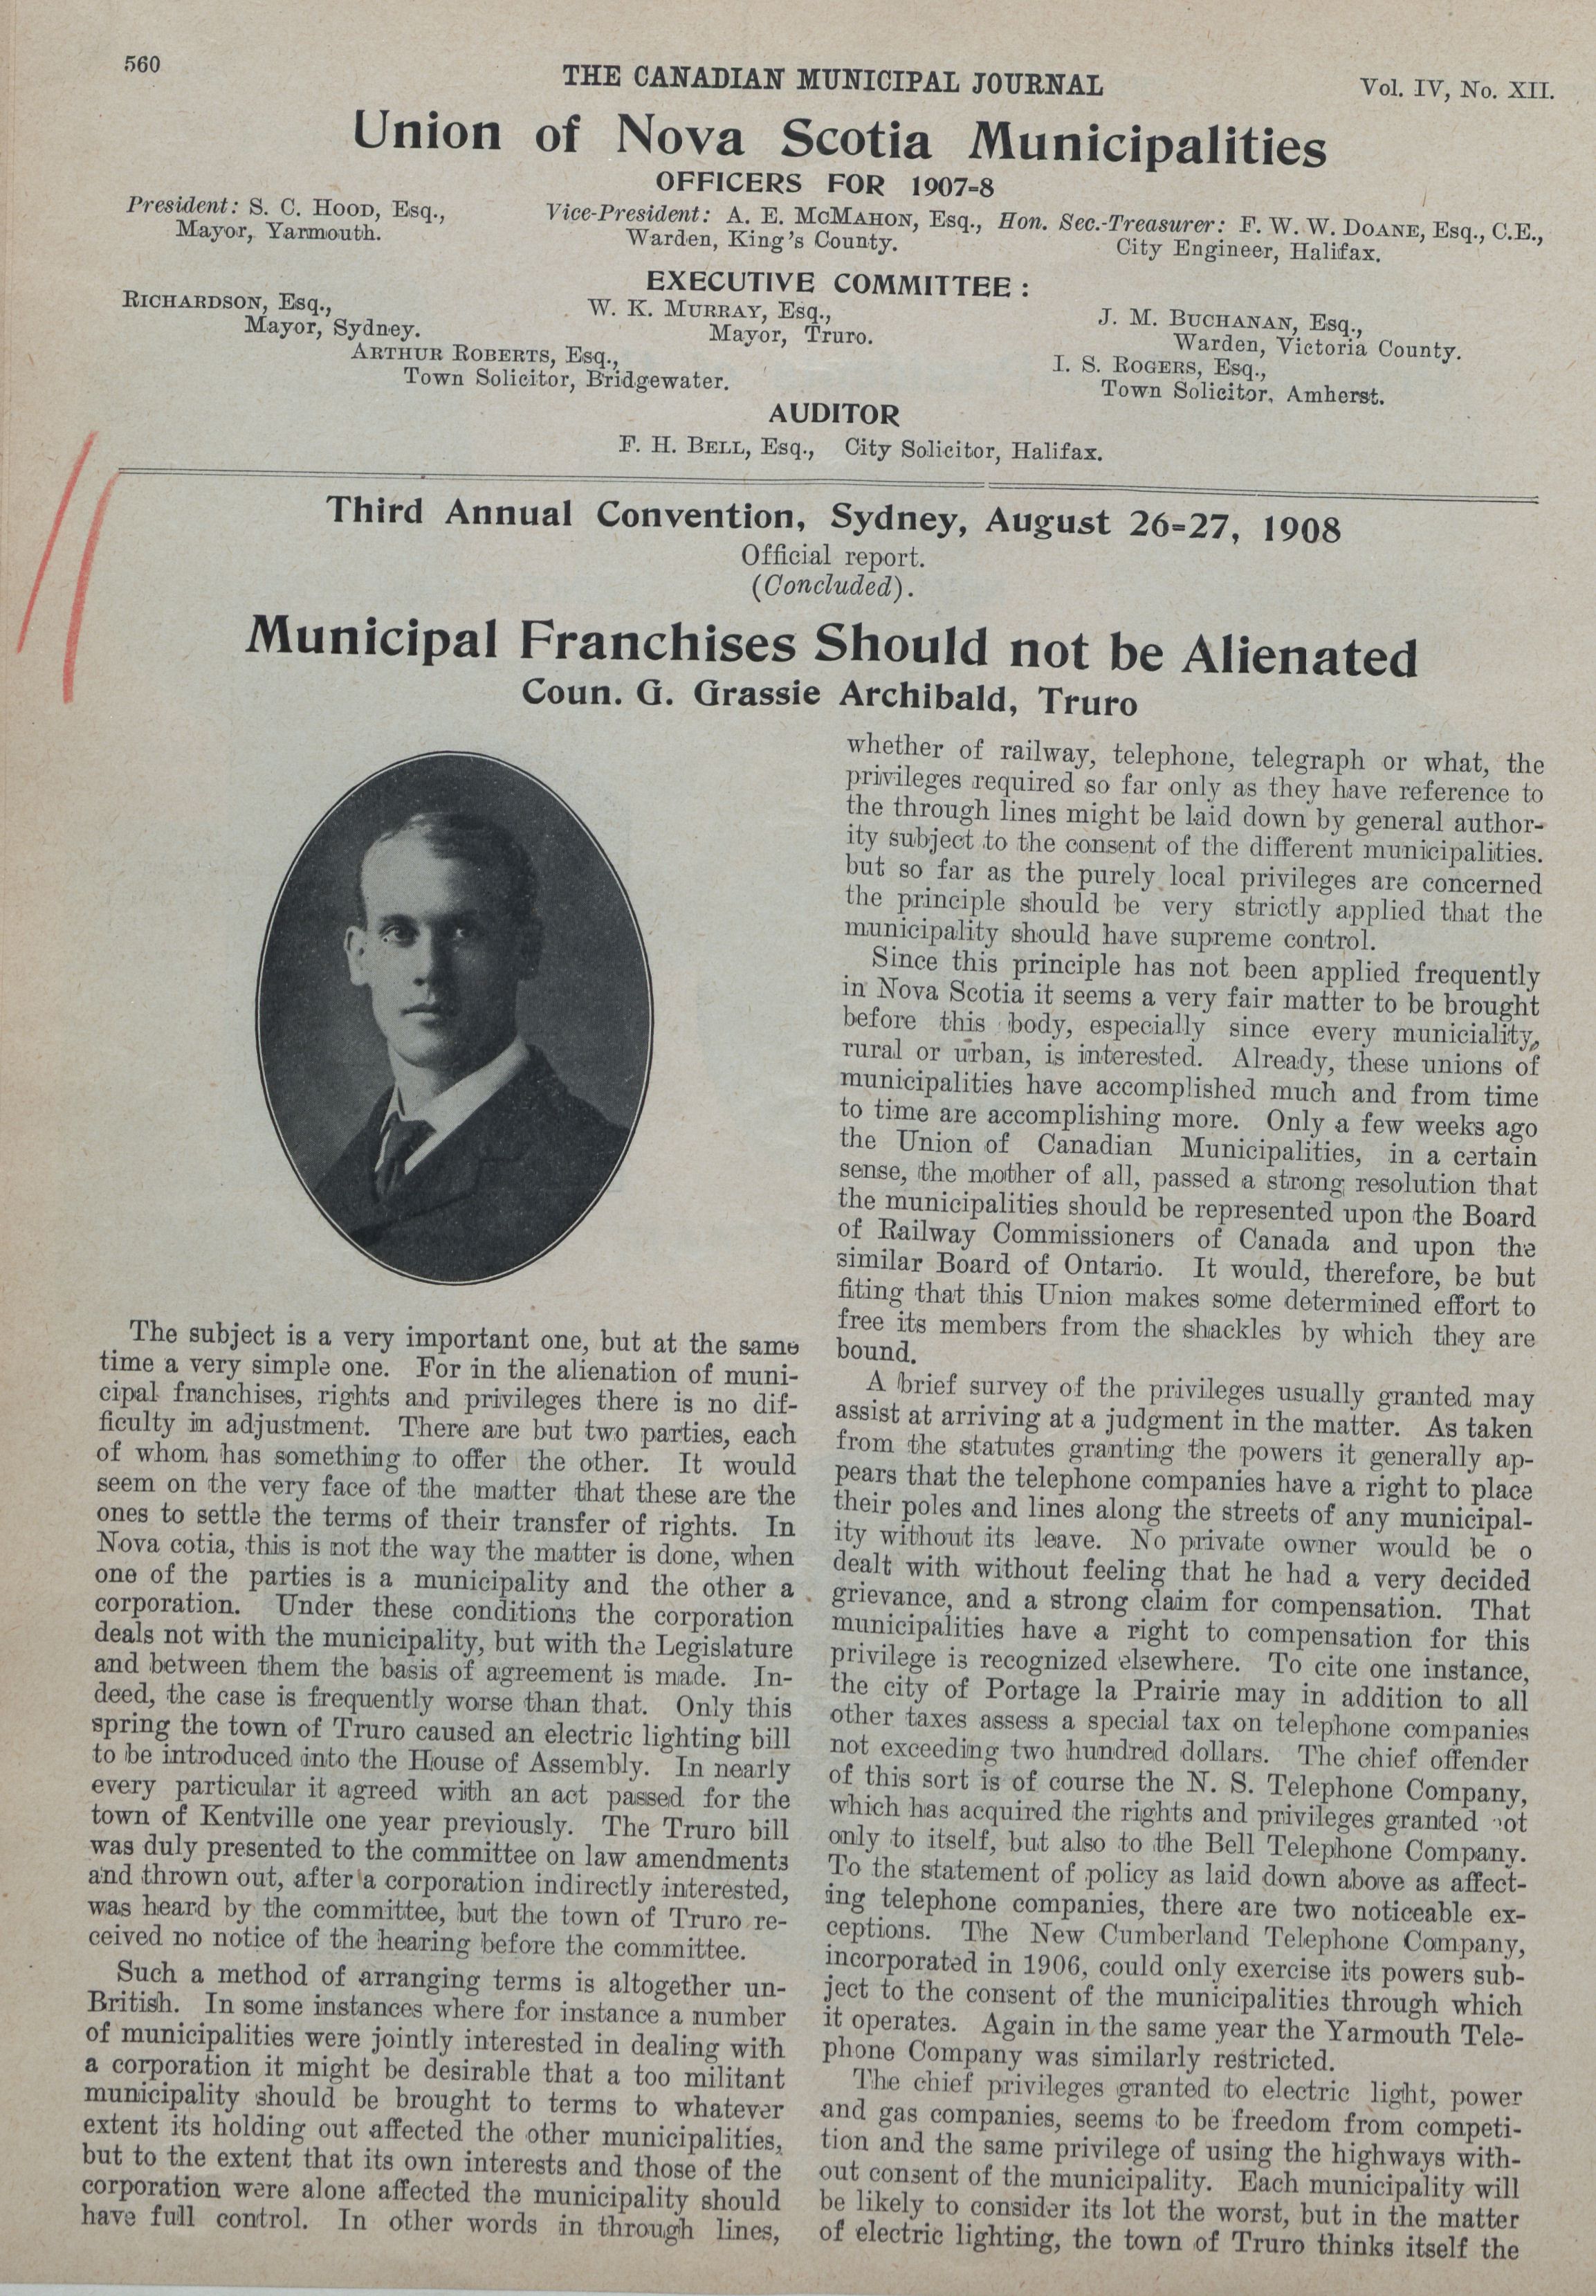 560
THE CANADIAN MUNICIPAL JOURNAL
Vol. IV, No. XII.
Union of Nova Scotia Municipalities
OFFICERS FOR 1907-8
President: S. C. HOOD, Esq.,
Mayor, Yarmouth.
Vice-President: A. E. MCMAHON, Esq.,
Warden, King's County.
Hon. Sec.-Treasurer: F. W. W. DOANE, Esq., C.E.,
City Engineer, Halifax.
EXECUTIVE COMMITTEE:
RICHARDSON, Esq.,
Mayor, Sydney.
W. K. MURRAY, Esq.,
Mayor, Truro.
J. M. BUCHANAN, Esq.,
Warden, Victoria County.
ARTHUR ROBERTS, Esq.,
Town Solicitor, Bridgewater.
I. S. ROGERS, Esq.,
Town Solicitor, Amherst.
AUDITOR
F. H. BELL, Esq., City Solicitor, Halifax.
Third Annual Convention, Sydney, August 26-27, 1908
Official report.
(Concluded).
Municipal Franchises Should not be Alienated
Coun. G. Grassie Archibald, Truro
The subject is a very important one, but at the same
time a very simple one. For in the alienation of muni-
cipal franchises, rights and privileges there is no dif-
ficulty in adjustment. There are but two parties, each
of whom has something to offer the other. It would
seem on the very face of the matter that these are the
ones to settle the terms of their transfer of rights. In
Nova cotia, this is not the way the matter is done, when
one of the parties is a municipality and the other a
corporation. Under these conditions the corporation
deals not with the municipality, but with the Legislature
and between them the basis of agreement is made. In-
deed, the case is frequently worse than that. Only this
spring the town of Truro caused an electric lighting bill
to be introduced into the House of Assembly. In nearly
every particular it agreed with an act passed for the
town of Kentville one year previously. The Truro bill
was duly presented to the committee on law amendments
and thrown out, after a corporation indirectly interested,
was heard by the committee, but the town of Truro re-
ceived no notice of the hearing before the committee.
Such a method of arranging terms is altogether un-
British. In some instances where for instance a number
of municipalities were jointly interested in dealing with
a corporation it might be desirable that a too militant
municipality should be brought to terms to whatever
extent its holding out affected the other municipalities,
but to the extent that its own interests and those of the
corporation were alone affected the municipality should
have full control. In other words in through lines,
whether of railway, telephone, telegraph or what, the
privileges required so far only as they have reference to
the through lines might be laid down by general author-
ity subject to the consent of the different municipalities.
but so far as the purely local privileges are concerned
the principle should be very strictly applied that the
municipality should have supreme control.
Since this principle has not been applied frequently
in Nova Scotia it seems a very fair matter to be brought
before this body, especially since every municiality,
rural or urban, is interested. Already, these unions of
municipalities have accomplished much and from time
to time are accomplishing more. Only a few weeks ago
the Union of Canadian Municipalities, in a certain
sense, the mother of all, passed a strong resolution that
the municipalities should be represented upon the Board
of Railway Commissioners of Canada and upon the
similar Board of Ontario. It would, therefore, be but
fiting that this Union makes some determined effort to
free its members from the shackles by which they are
bound.
A brief survey of the privileges usually granted may
assist at arriving at a judgment in the matter. As taken
from the statutes granting the powers it generally ap-
pears that the telephone companies have a right to place
their poles and lines along the streets of any municipal-
ity without its leave. No private owner would be o
dealt with without feeling that he had a very decided
grievance, and a strong claim for compensation. That
municipalities have a right to compensation for this
privilege is recognized elsewhere. To cite one instance,
the city of Portage la Prairie may in addition to all
other taxes assess a special tax on telephone companies
not exceeding two hundred dollars. The chief offender
of this sort is of course the N. S. Telephone Company,
which has acquired the rights and privileges granted not
only to itself, but also to the Bell Telephone Company.
To the statement of policy as laid down above as affect-
ing telephone companies, there are two noticeable ex-
ceptions. The New Cumberland Telephone Company,
incorporated in 1906, could only exercise its powers sub-
ject to the consent of the municipalities through which
it operates. Again in the same year the Yarmouth Tele-
phone Company was similarly restricted.
The chief privileges granted to electric light, power
and gas companies, seems to be freedom from competi-
tion and the same privilege of using the highways with-
out consent of the municipality. Each municipality will
be likely to consider its lot the worst, but in the matter
of electric lighting, the town of Truro thinks itself the